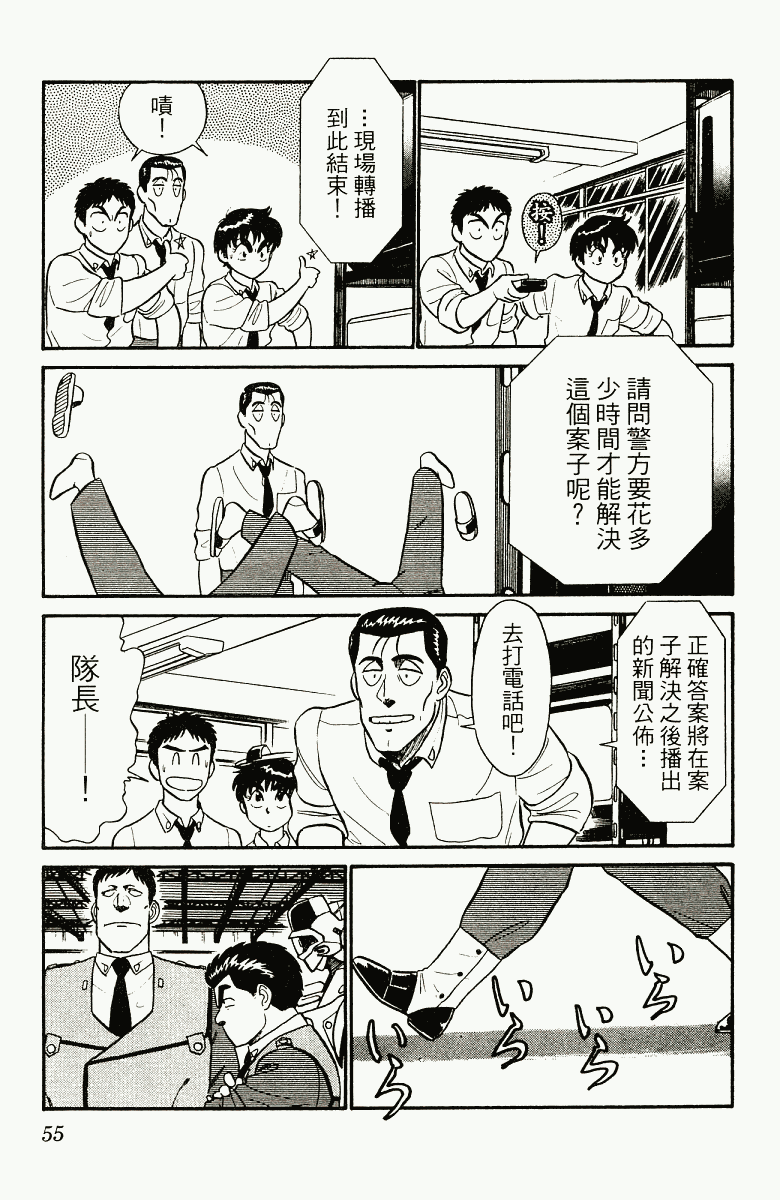 按！
…現場轉播
到此結束！
嘖！
請問警方要花多
少時間才能解決
這個案子呢？
正確答案將在案
子解決之後播出
的新聞公佈…
去打電話吧！
隊長——！
いら
いら
いら
いら
55